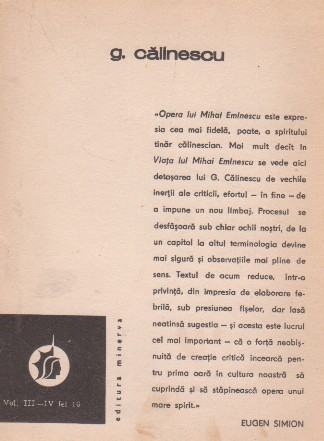 g. călinescu
«Opera lui Mihai Eminescu este expre-
sia cea mai fidelă, poate, a spiritului
tînăr călinescian. Mai mult decît în
Viața lui Mihai Eminescu se vede aici
detașarea lui G. Călinescu de vechile
inerții ale criticii, efortul — în fine — de
a impune un nou limbaj. Procesul se
desfășoară sub chiar ochii noștri, de la
un capitol la altul terminologia devine
mai sigură și observațiile mai pline de
sens. Textul de acum reduce, într-o
privință, din impresia de elaborare fe-
brilă, sub presiunea fișelor, dar lasă
neatinsă sugestia — și acesta este lucrul
cel mai important — că o forță neobiș-
nuită de creație critică încearcă pentru
prima oară în cultura noastră să
cuprindă și să stăpînească opera unui
mare spirit.»
EUGEN SIMION
editura minerva
Vol. III—IV lei 16